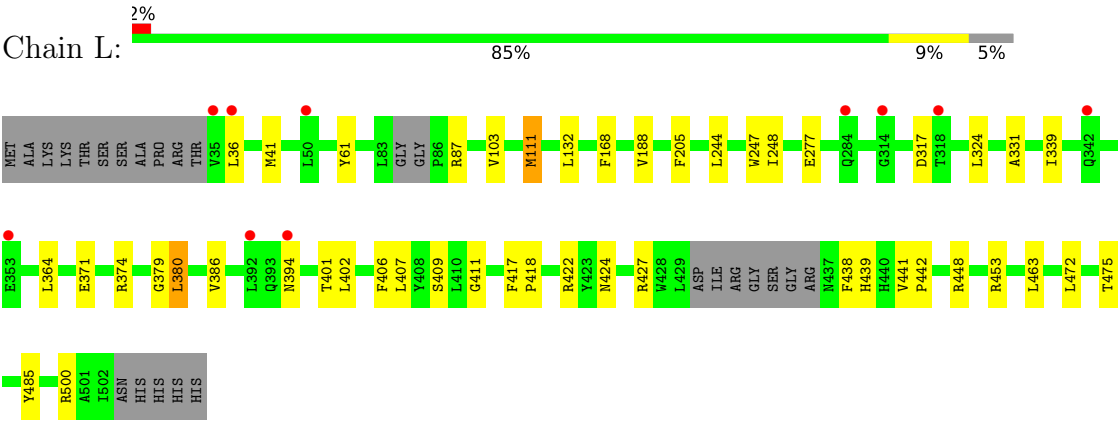 2%
Chain L:
85% 9% 5%
MET ALA LYS LYS THR SER SER ALA PRO ARG THR V35 L36 M41 L50 Y61 L83 GLY GLY P86 R87 V103 M111 L132 F168 V188 F205 L244 W247 I248 E277 Q284 G314 D317 T318 L324 A331 I339 Q342
E353 L364 E371 R374 G379 L380 V386 L392 Q393 N394 T401 L402 F406 L407 Y408 S409 L410 G411 F417 P418 R422 Y423 N424 R427 W428 L429 ASP ILE ARG GLY SER GLY ARG N437 F438 H439 H440 V441 P442 R448 R453 L463 L472 T475
Y485 R500 A501 I502 ASN HIS HIS HIS HIS